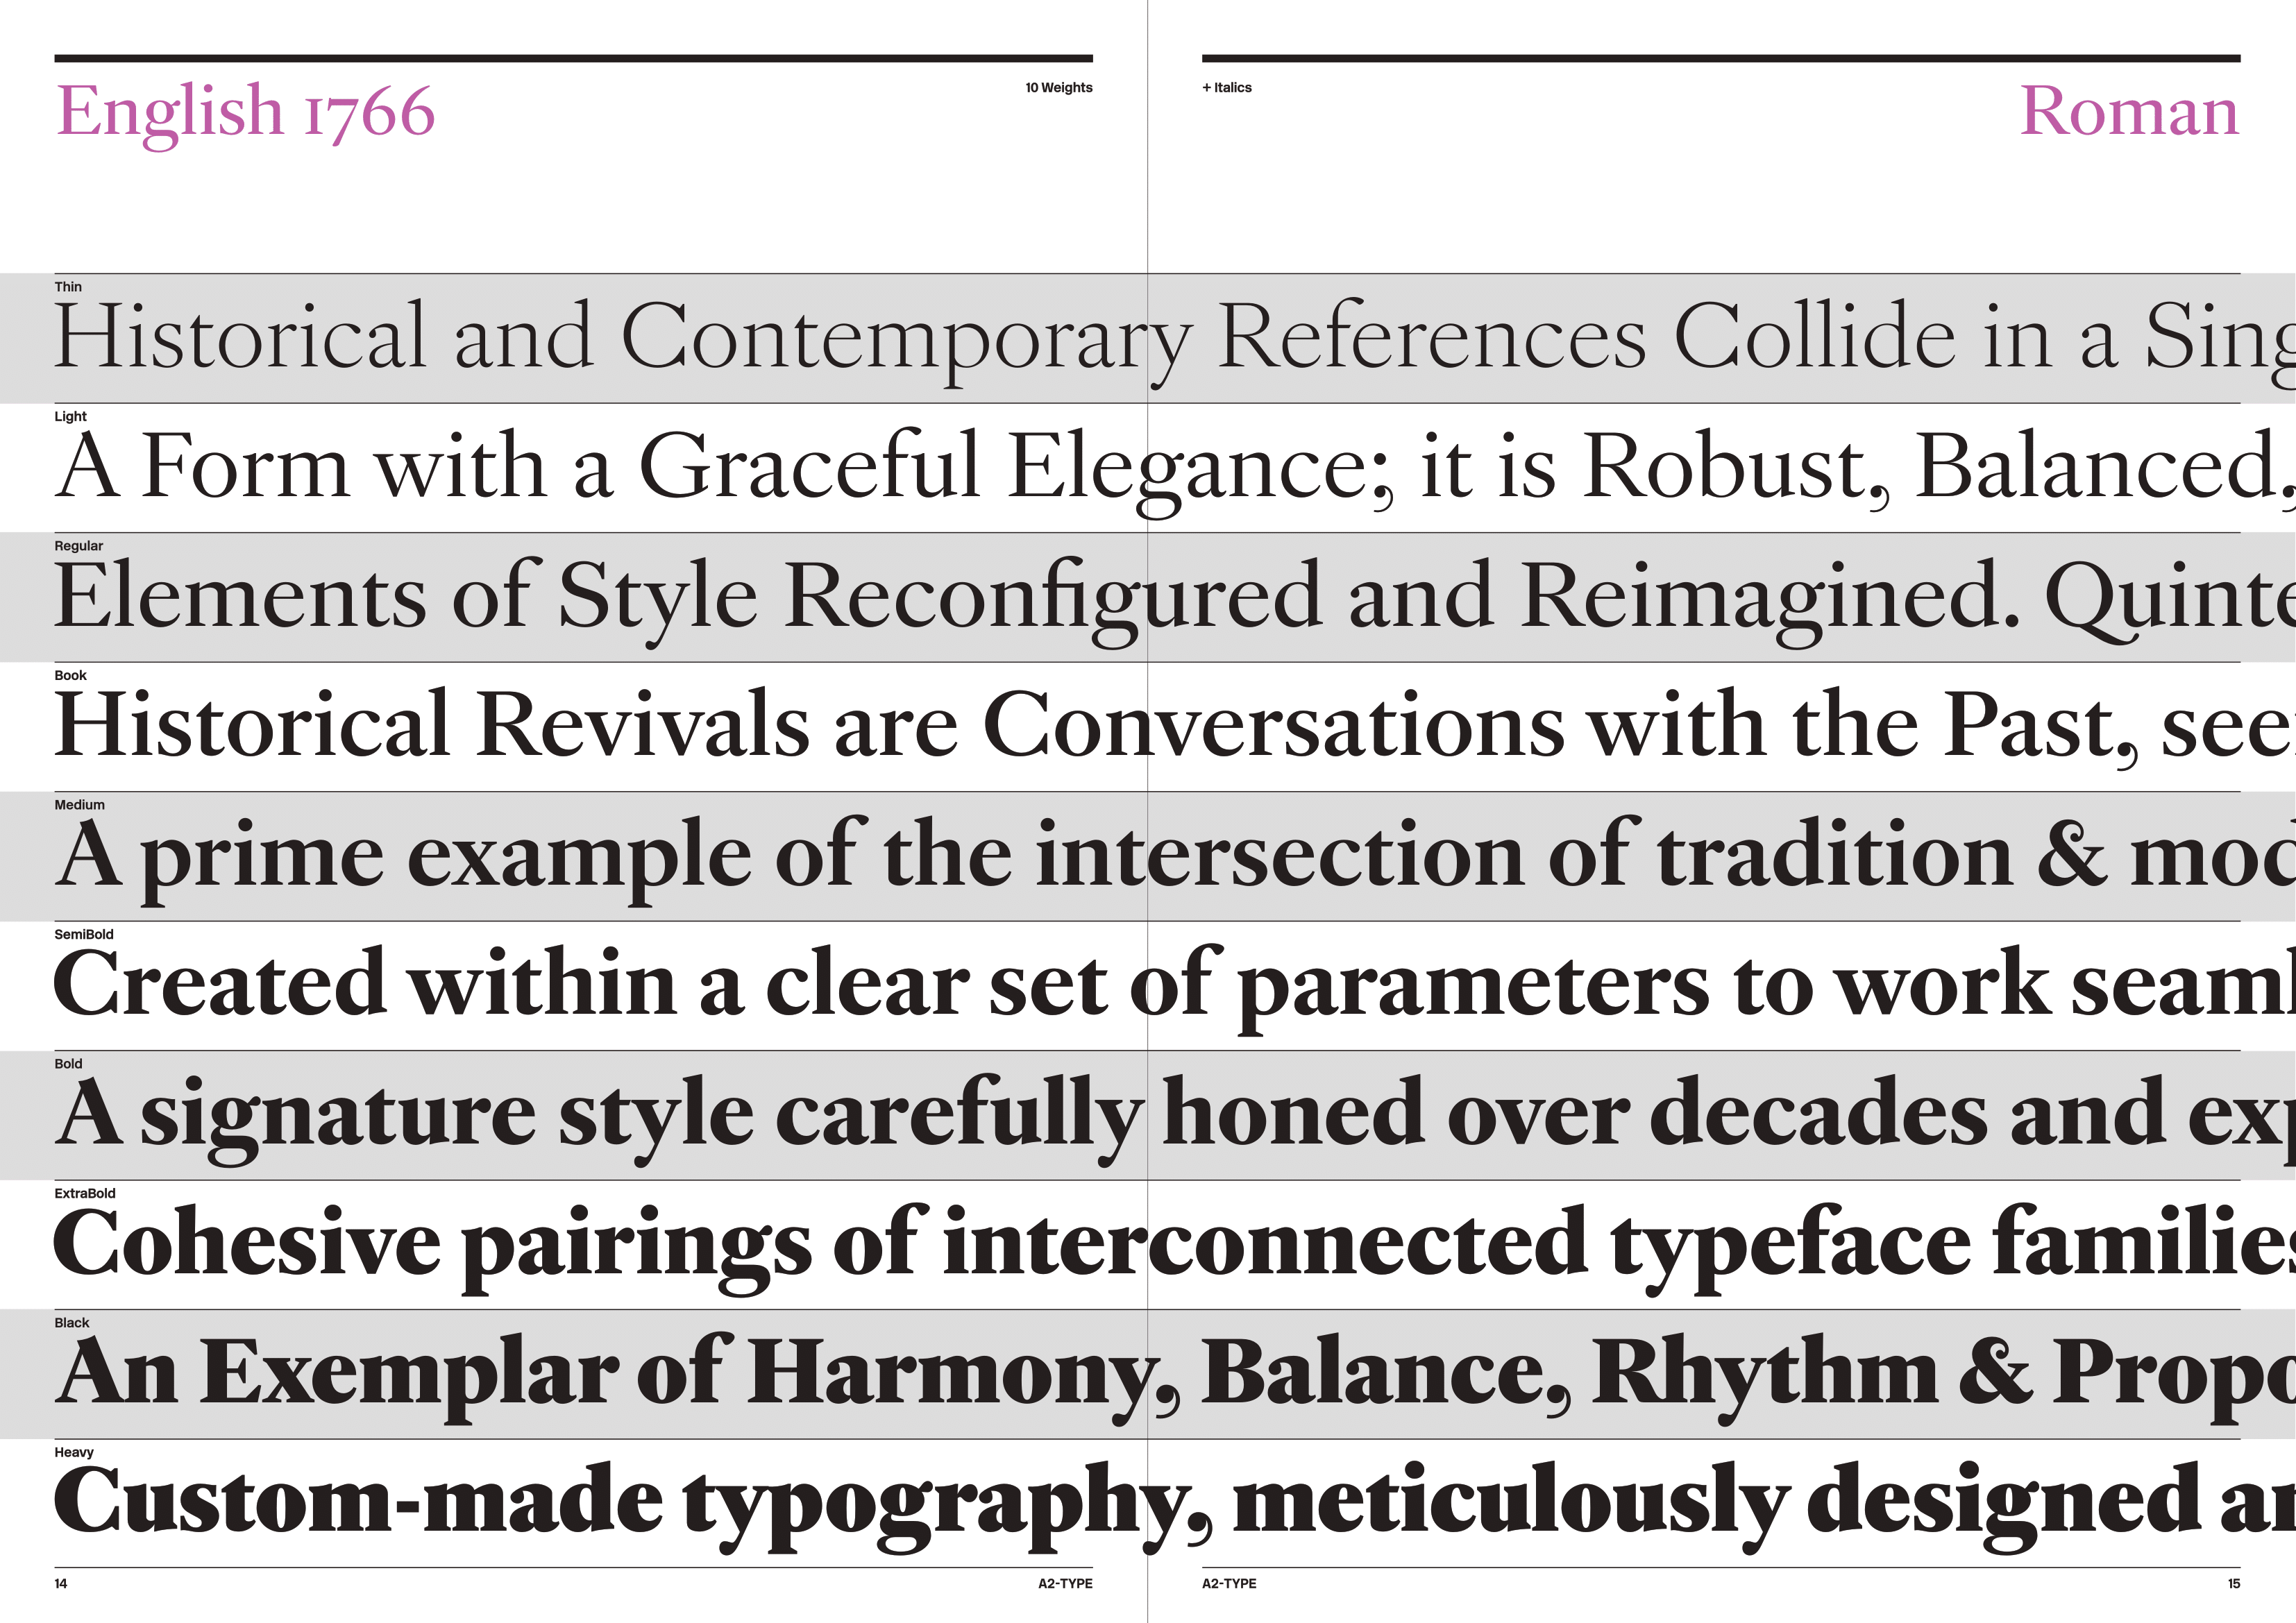 English 1766
10 Weights
+ Italics
Roman
Thin
Historical and Contemporary References Collide in a Sing
Light
A Form with a Graceful Elegance; it is Robust, Balanced,
Regular
Elements of Style Reconfigured and Reimagined. Quinte
Book
Historical Revivals are Conversations with the Past, see
Medium
A prime example of the intersection of tradition & mod
SemiBold
Created within a clear set of parameters to work seaml
Bold
A signature style carefully honed over decades and exp
ExtraBold
Cohesive pairings of interconnected typeface families
Black
An Exemplar of Harmony, Balance, Rhythm & Propo
Heavy
Custom-made typography, meticulously designed an
14
A2-TYPE
A2-TYPE
15